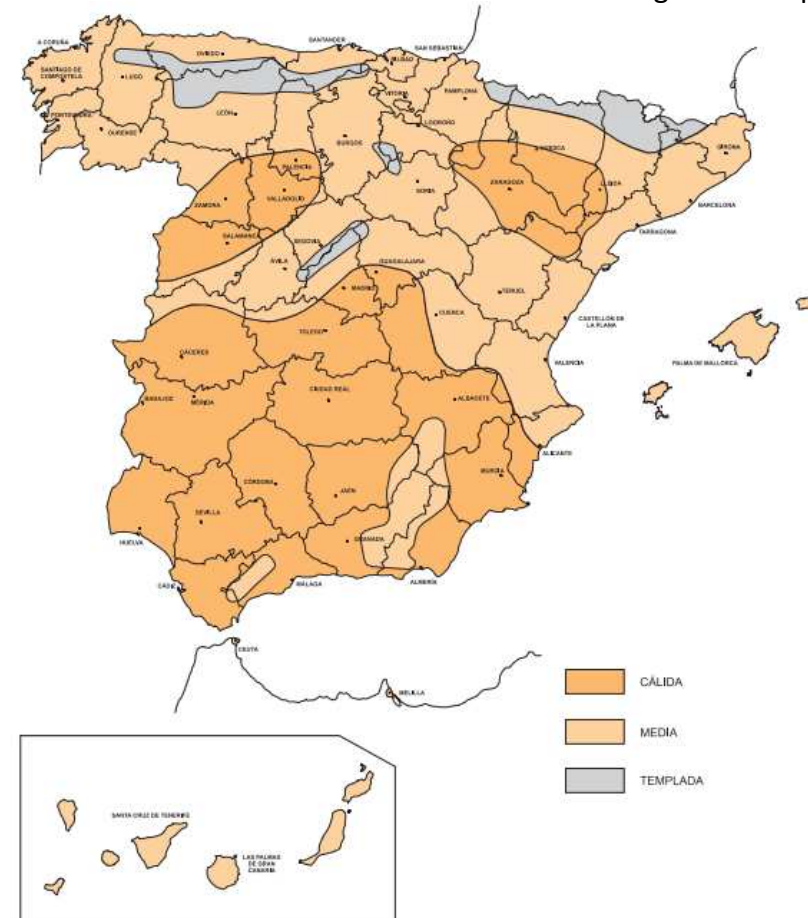 A CORUÑA
OVIEDO
SANTANDER
SAN SEBASTIÁN
BILBAO
SANTIAGO DE
COMPOSTELA
LUGO
VITORIA
PAMPLONA
PONTEVEDRA
OURENSE
LEÓN
LOGROÑO
BURGOS
HUESCA
GIRONA
PALENCIA
ZAMORA
VALLADOLID
SORIA
ZARAGOZA
LLEIDA
BARCELONA
TARRAGONA
SALAMANCA
SEGOVIA
ÁVILA
GUADALAJARA
MADRID
TERUEL
CUENCA
CASTELLÓN DE
LA PLANA
TOLEDO
CÁCERES
VALENCIA
PALMA DE MALLORCA
BADAJOZ
MÉRIDA
CIUDAD REAL
ALBACETE
ALICANTE
CÓRDOBA
JAÉN
MURCIA
SEVILLA
HUELVA
GRANADA
CÁDIZ
MÁLAGA
ALMERÍA
CEUTA
MELILLA
CÁLIDA
MEDIA
TEMPLADA
SANTA CRUZ DE TENERIFE
LAS PALMAS
DE GRAN
CANARIA